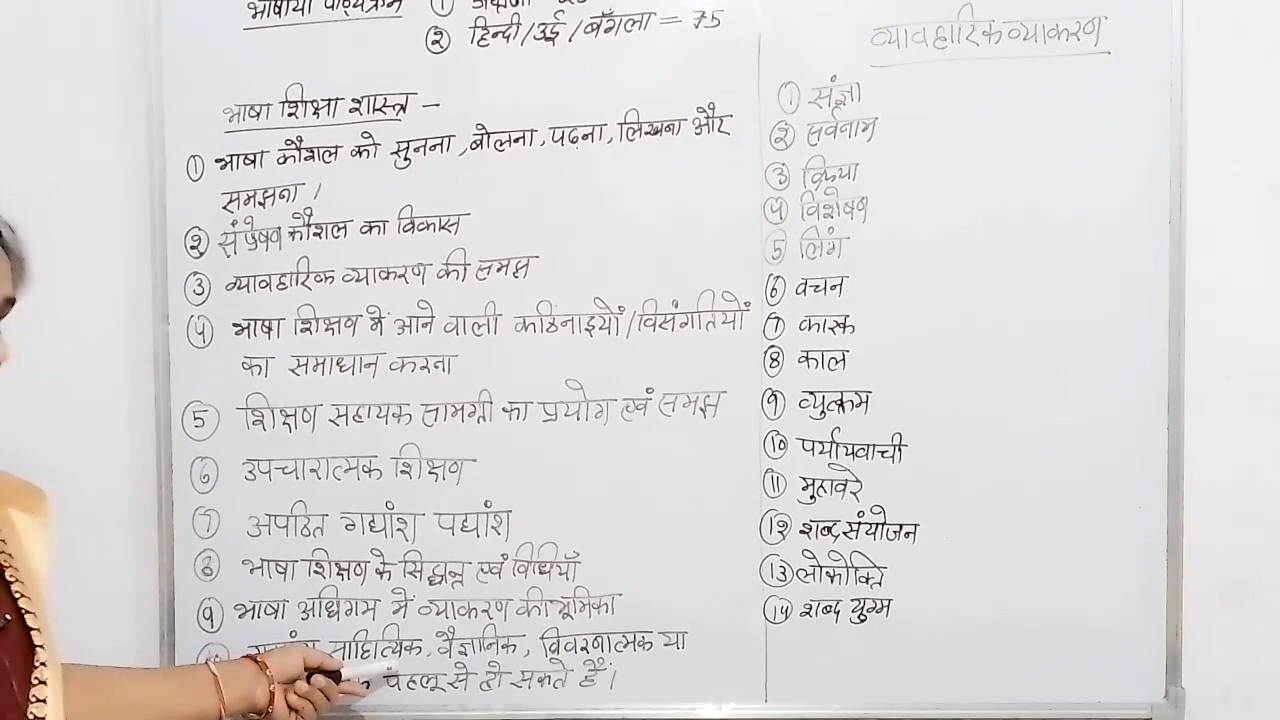 भाषायी पाठ्यक्रम ①
② हिन्दी/उर्दू/बँगला = 75
भाषा शिक्षा शास्त्र –
① भाषा कौशल को सुनना, बोलना, पढ़ना, लिखना और
समझना।
② संप्रेषण कौशल का विकास
③ व्यावहारिक व्याकरण की समझ
④ भाषा शिक्षण में आने वाली कठिनाइयों/विसंगतियों
का समाधान करना
⑤ शिक्षण सहायक सामग्री का प्रयोग एवं समझ
⑥ उपचारात्मक शिक्षण
⑦ अपठित गद्यांश पद्यांश
⑧ भाषा शिक्षण के सिद्धान्त एवं विधियाँ
⑨ भाषा अधिगम में व्याकरण की भूमिका
साहित्यिक, वैज्ञानिक, विवरणात्मक या
पहलू से हो सकते हैं।
व्यावहारिक व्याकरण
① संज्ञा
② सर्वनाम
③ क्रिया
④ विशेषण
⑤ लिंग
⑥ वचन
⑦ कारक
⑧ काल
⑨ व्युत्क्रम
⑩ पर्यायवाची
⑪ मुहावरे
⑫ शब्द संयोजन
⑬ लोकोक्ति
⑭ शब्द युग्म